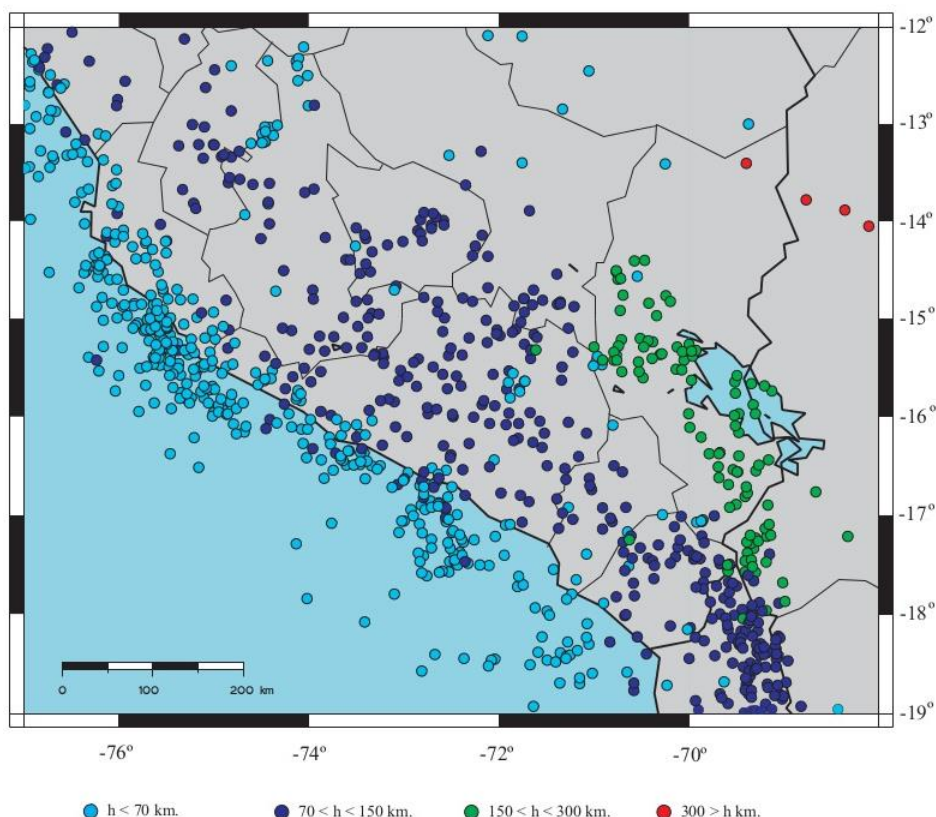 -12º
-13º
-14º
-15º
-16º
-17º
-18º
-19º
0 100 200 km
-76º -74º -72º -70º
h < 70 km. 70 < h < 150 km. 150 < h < 300 km. 300 > h km.